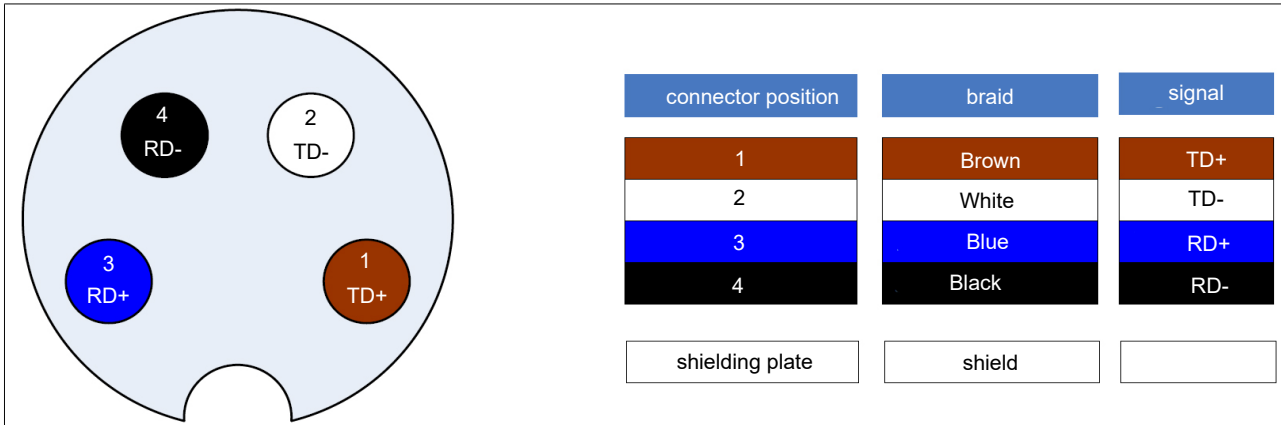 4
RD-
2
TD-
3
RD+
1
TD+
connector position braid signal
1 Brown TD+
2 White TD-
3 Blue RD+
4 Black RD-
shielding plate shield